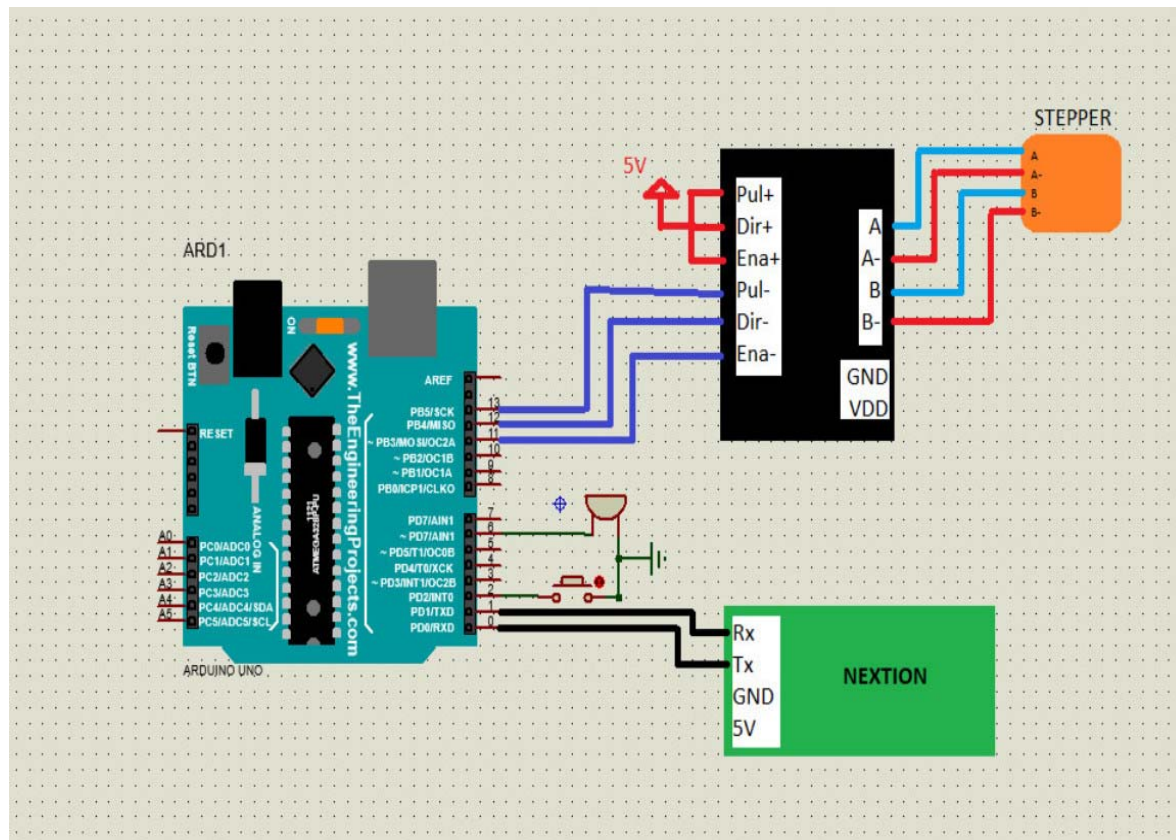 STEPPER
A
A-
B
B-
5V
Pul+
Dir+
Ena+
Pul-
Dir-
Ena-
A
A-
B
B-
GND
VDD
ARD1
Reset BTN
ON
www.TheEngineeringProjects.com
RESET
ANALOG IN
AREF
PB5/SCK
13
PB4/MISO
12
~ PB3/MOSI/OC2A
11
~ PB2/OC1B
10
~ PB1/OC1A
9
PB0/ICP1/CLKO
8
PD7/AIN1
7
~ PD7/AIN1
6
~ PD5/T1/OC0B
5
PD4/T0/XCK
4
~ PD3/INT1/OC2B
3
PD2/INT0
2
PD1/TXD
1
PD0/RXD
0
A0
PC0/ADC0
A1
PC1/ADC1
A2
PC2/ADC2
A3
PC3/ADC3
A4
PC4/ADC4/SDA
A5
PC5/ADC5/SCL
ARDUINO UNO
Rx
Tx
GND
5V
NEXTION